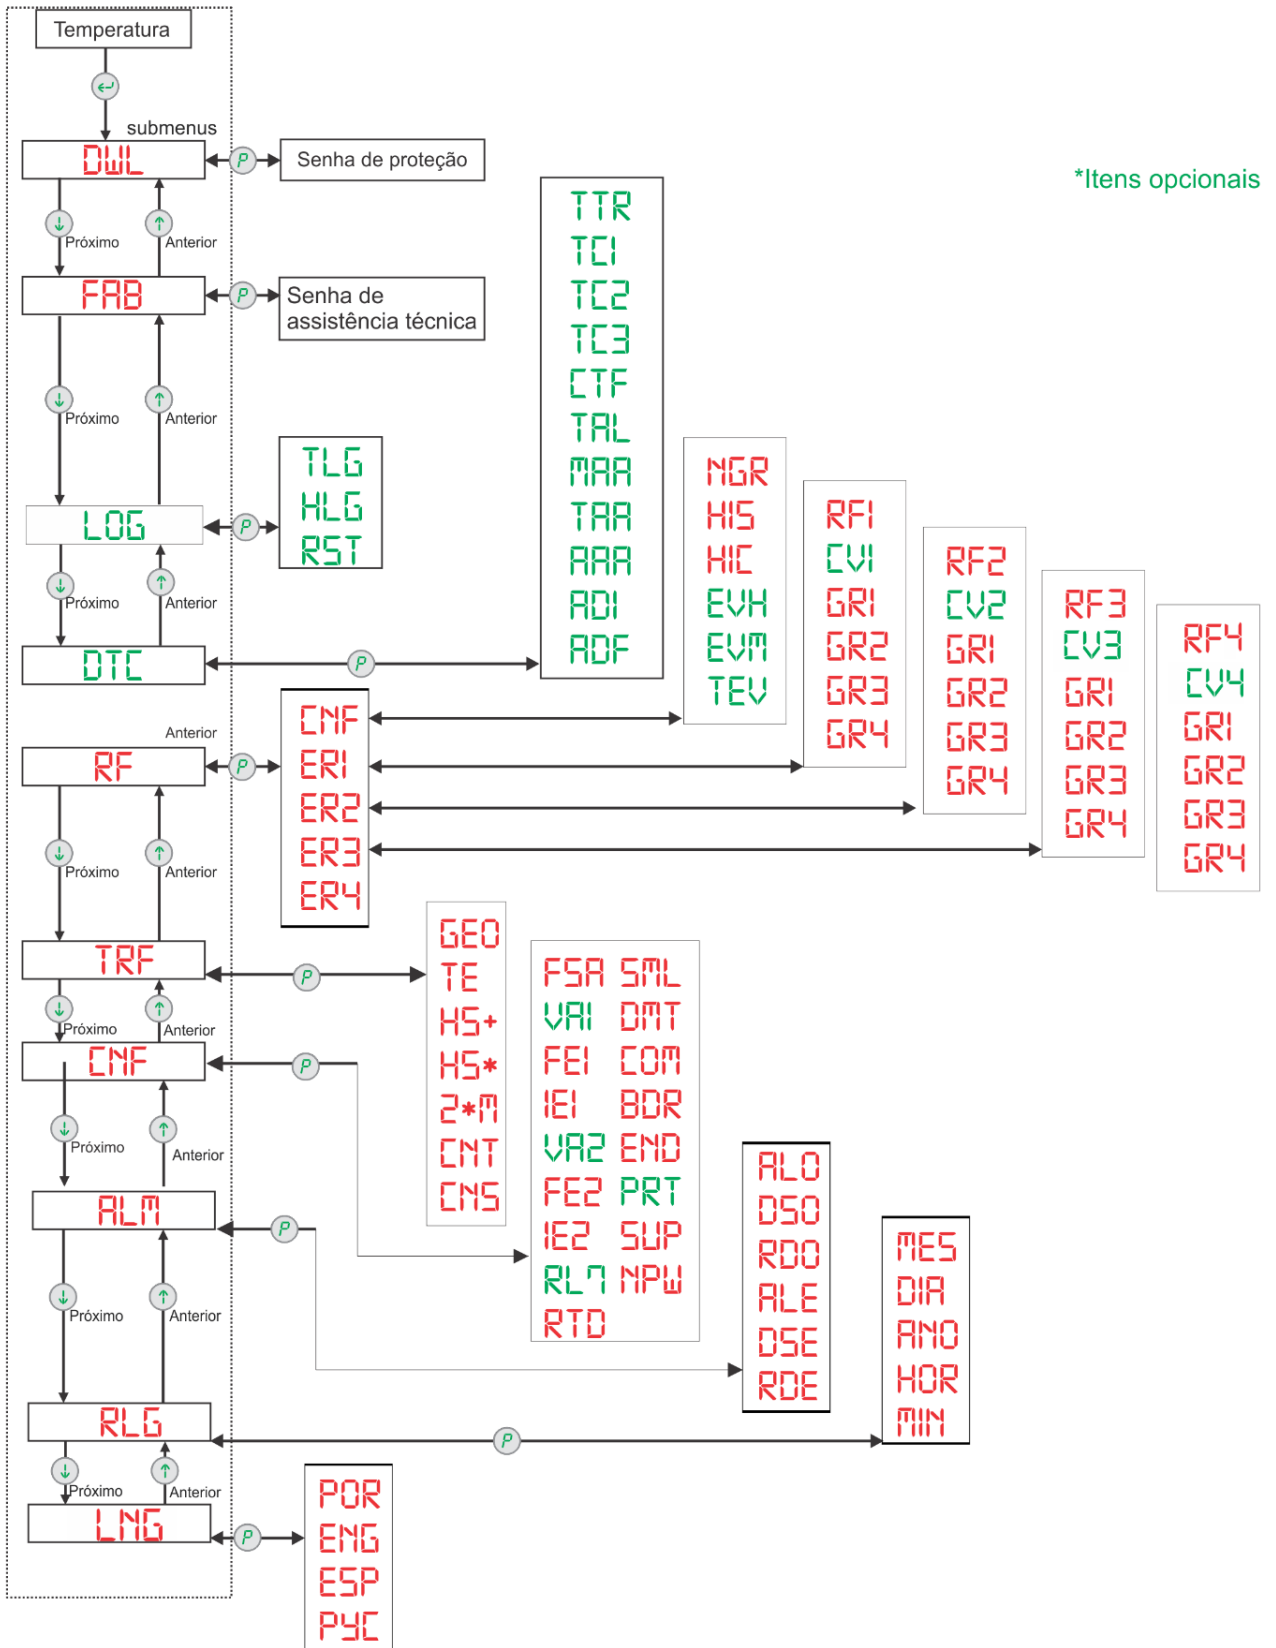 Temperatura
submenus
DWL
P
Senha de proteção
*Itens opcionais
Próximo
Anterior
FAB
P
Senha de
assistência técnica
Próximo
Anterior
LOG
P
TLG
HLG
RST
Próximo
Anterior
DTC
P
TTR
TC1
TC2
TC3
CTF
TAL
MAA
TAA
AAA
ADI
ADF
Anterior
RF
P
CNF
ER1
ER2
ER3
ER4
NGR
HIS
HIC
EVH
EVM
TEV
RF1
CV1
GR1
GR2
GR3
GR4
RF2
CV2
GR1
GR2
GR3
GR4
RF3
CV3
GR1
GR2
GR3
GR4
RF4
CV4
GR1
GR2
GR3
GR4
Próximo
Anterior
TRF
P
GEO
TE
HS+
HS*
2*M
CNT
CNS
Próximo
Anterior
CNF
P
FSA SML
VA1 DMT
FE1 COM
IE1 BDR
VA2 END
FE2 PRT
IE2 SUP
RL7 NPW
RTD
Próximo
Anterior
ALM
P
ALO
DSO
RDO
ALE
DSE
RDE
Próximo
Anterior
RLG
P
MES
DIA
ANO
HOR
MIN
Próximo
Anterior
LNG
P
POR
ENG
ESP
PYC